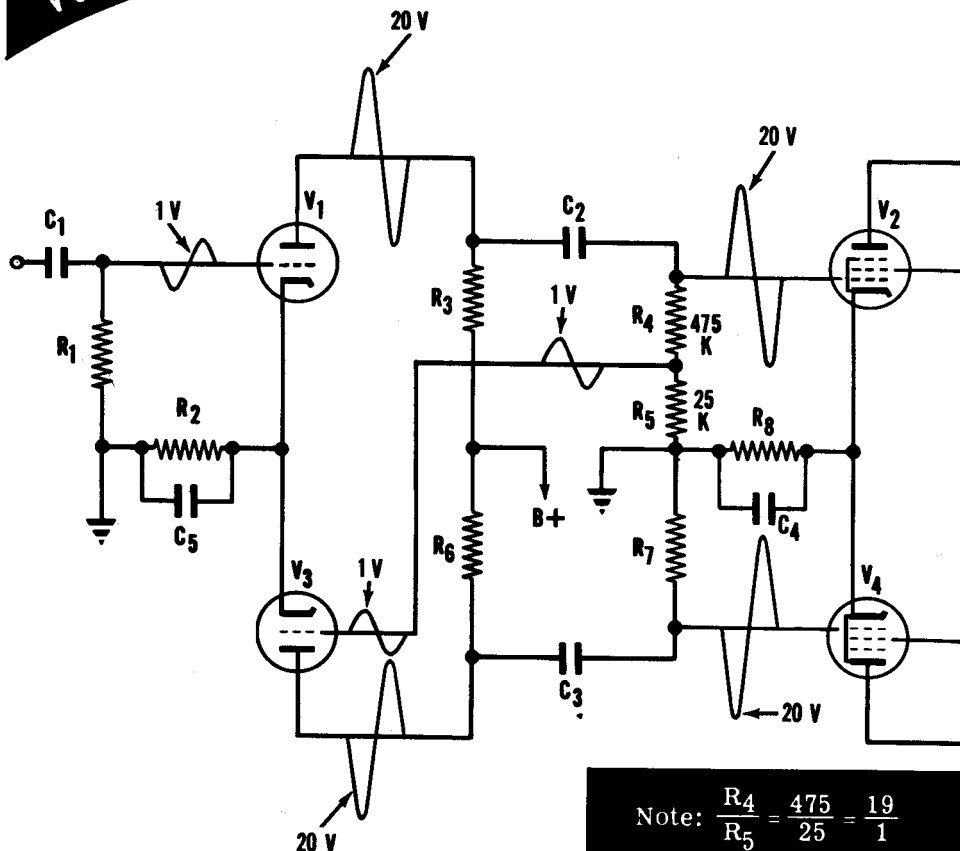 20 V
20 V
C1
1 V
V1
C2
V2
R3
1 V
R4
475
K
R1
R2
R5
25
K
R8
C5
B+
C4
R6
R7
V3
1 V
V4
C3
20 V
20 V
Note: R4/R5 = 475/25 = 19/1